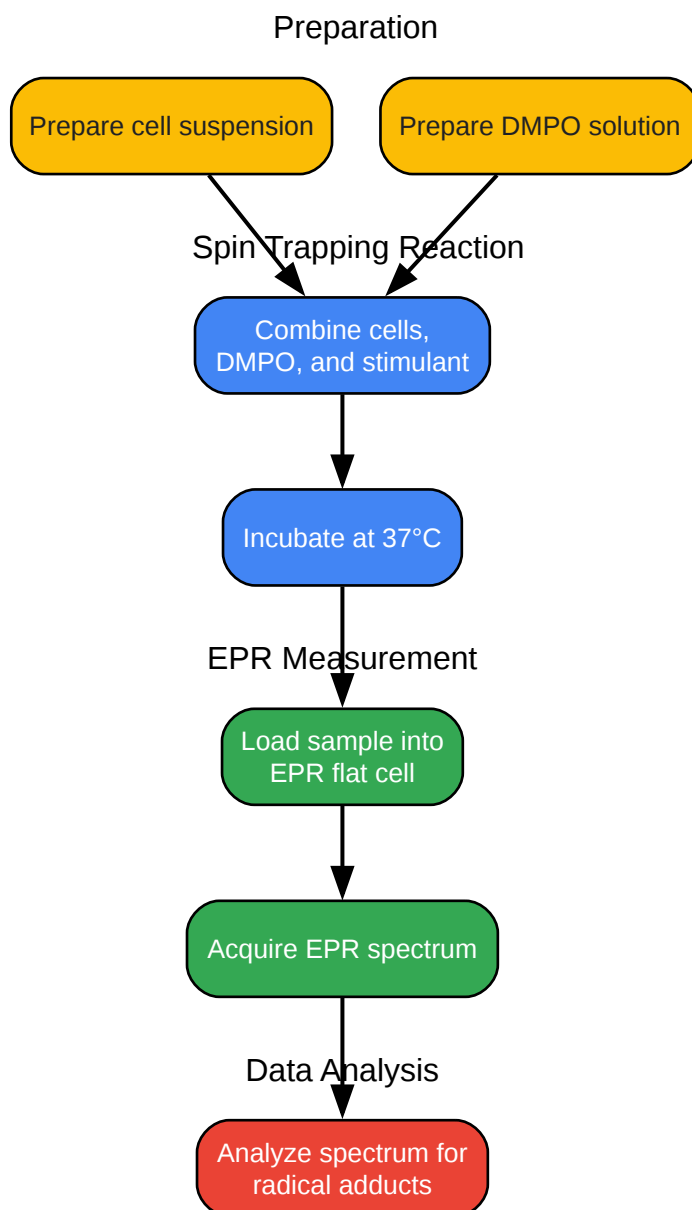 Preparation
Prepare cell suspension
Prepare DMPO solution
Spin Trapping Reaction
Combine cells,
DMPO, and stimulant
Incubate at 37°C
EPR Measurement
Load sample into
EPR flat cell
Acquire EPR spectrum
Data Analysis
Analyze spectrum for
radical adducts